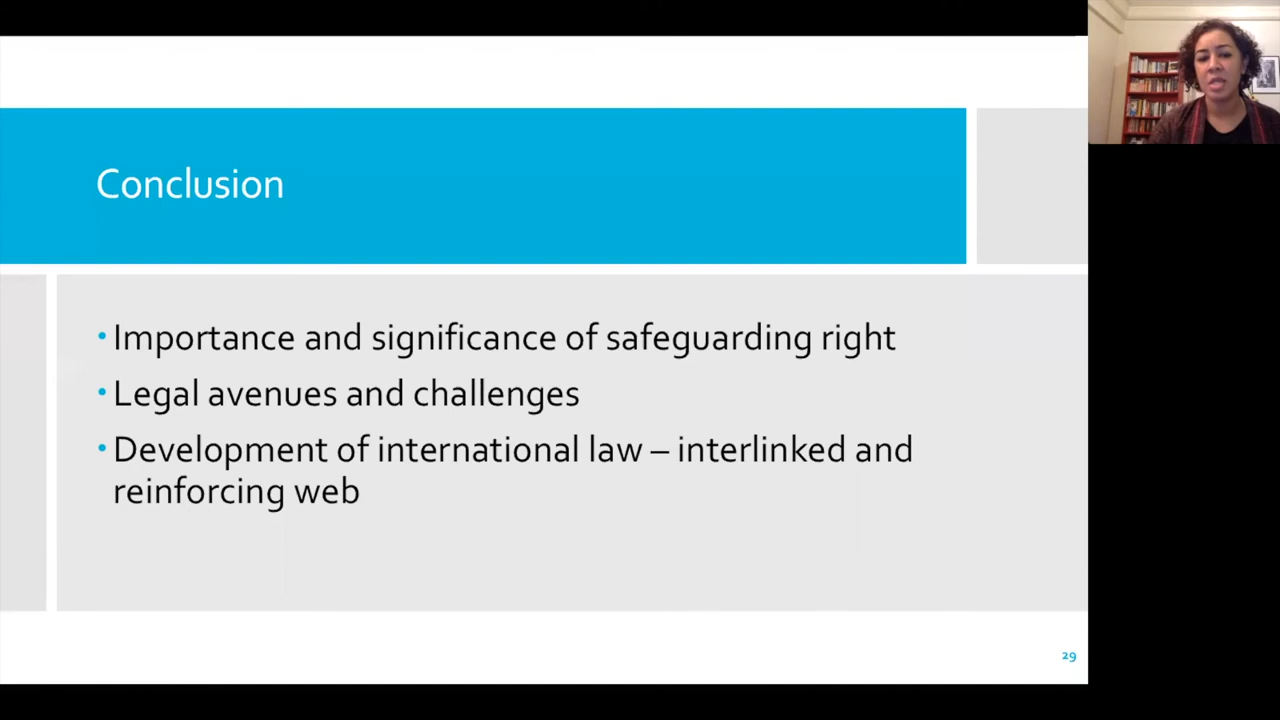 Conclusion
• Importance and significance of safeguarding right
• Legal avenues and challenges
• Development of international law – interlinked and
reinforcing web
29